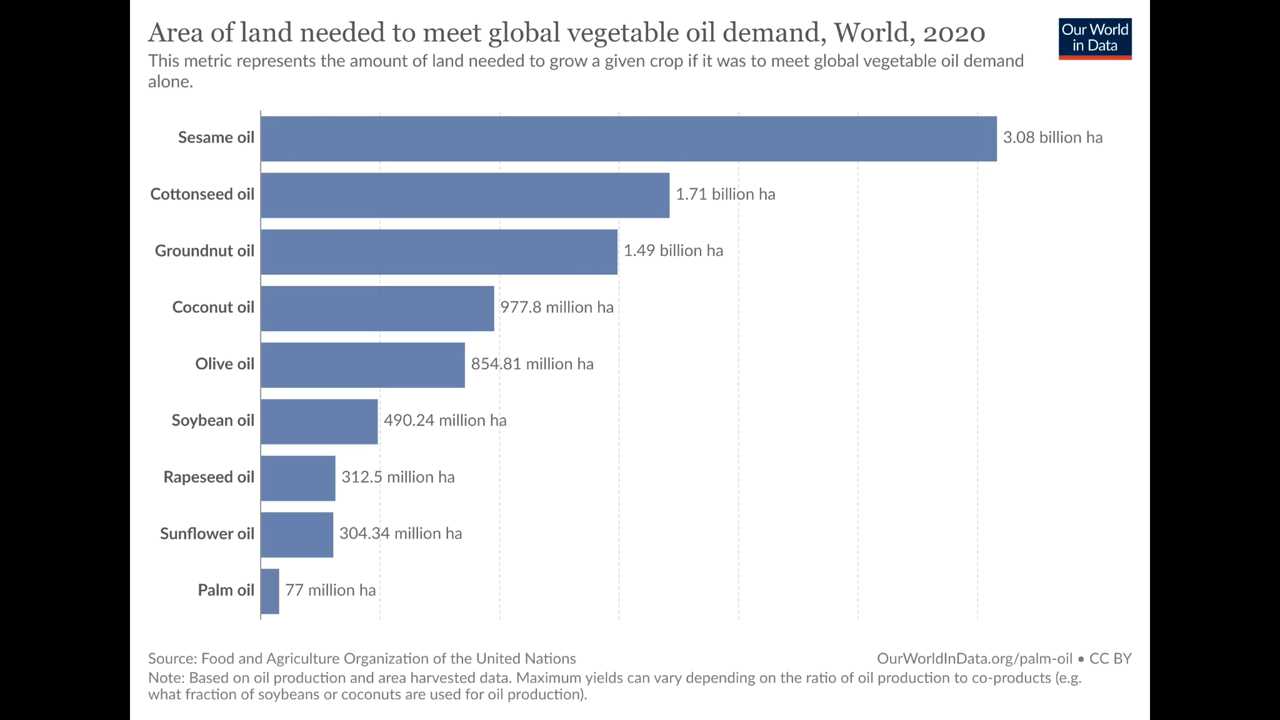 Area of land needed to meet global vegetable oil demand, World, 2020
Our World
in Data
This metric represents the amount of land needed to grow a given crop if it was to meet global vegetable oil demand
alone.
Sesame oil 3.08 billion ha
Cottonseed oil 1.71 billion ha
Groundnut oil 1.49 billion ha
Coconut oil 977.8 million ha
Olive oil 854.81 million ha
Soybean oil 490.24 million ha
Rapeseed oil 312.5 million ha
Sunflower oil 304.34 million ha
Palm oil 77 million ha
Source: Food and Agriculture Organization of the United Nations OurWorldInData.org/palm-oil • CC BY
Note: Based on oil production and area harvested data. Maximum yields can vary depending on the ratio of oil production to co-products (e.g.
what fraction of soybeans or coconuts are used for oil production).